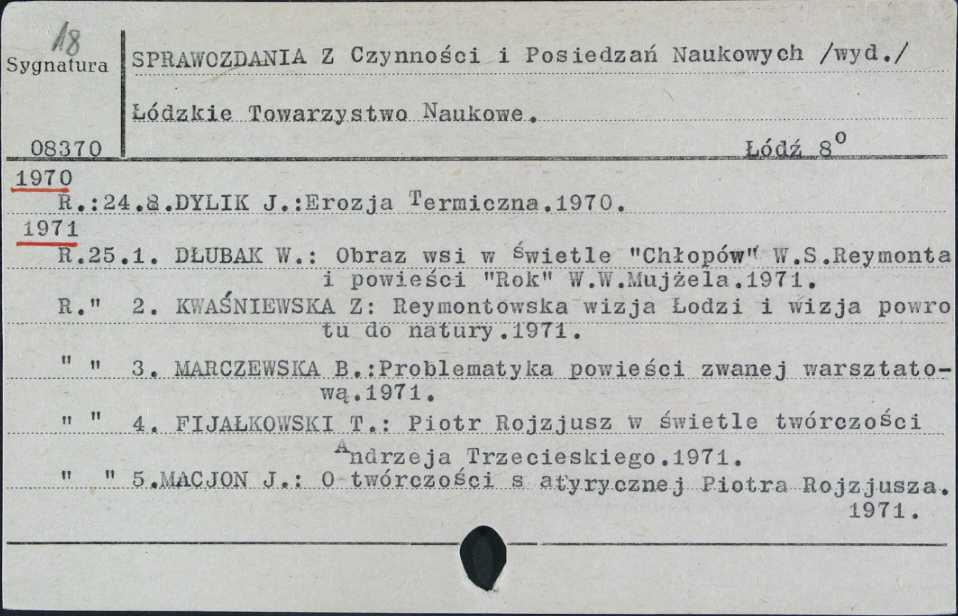 18
Sygnatura
SPRAWOZDANIA Z Czynności i Posiedzań Naukowych /wyd./
Łódzkie Towarzystwo Naukowe.
08370
Łódź 8º
1970
R.:24.8.DYLIK J.:Erozja Termiczna.1970.
1971
R.25.1. DŁUBAK W.: Obraz wsi w świetle "Chłopów" W.S.Reymonta
i powieści "Rok" W.W.Mujżela.1971.
R." 2. KWAŚNIEWSKA Z: Reymontowska wizja Łodzi i wizja powro
tu do natury.1971.
" " 3. MARCZEWSKA B.:Problematyka powieści zwanej warsztato-
wą.1971.
" " 4. FIJAŁKOWSKI T.: Piotr Rojzjusz w świetle twórczości
Andrzeja Trzecieskiego.1971.
" " 5.MACJON J.: O twórczości s atyrycznej Piotra Rojzjusza.
1971.